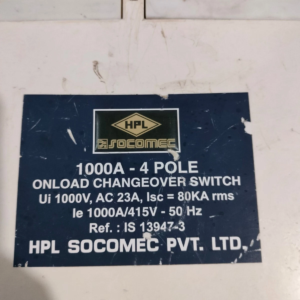 HPL
socomec
1000A - 4 POLE
ONLOAD CHANGEOVER SWITCH
Ui 1000V, AC 23A, Isc = 80KA rms
Ie 1000A/415V - 50 Hz
Ref. : IS 13947-3
HPL SOCOMEC PVT. LTD.